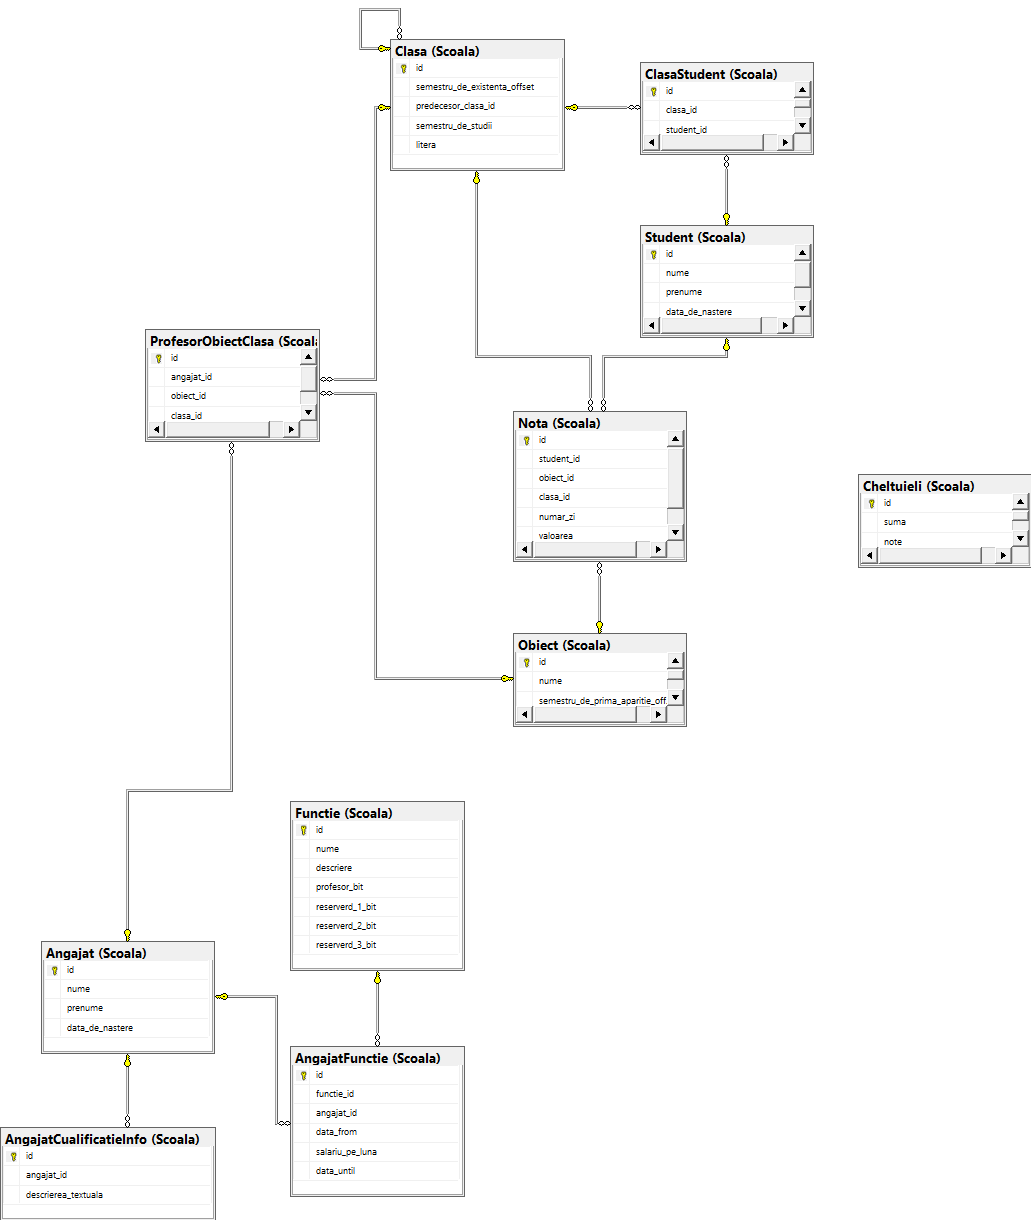 Clasa (Scoala)
id
semestru_de_existenta_offset
predecesor_clasa_id
semestru_de_studii
litera
ClasaStudent (Scoala)
id
clasa_id
student_id
Student (Scoala)
id
nume
prenume
data_de_nastere
ProfesorObiectClasa (Scoala
id
angajat_id
obiect_id
clasa_id
Nota (Scoala)
id
student_id
obiect_id
clasa_id
numar_zi
valoarea
Cheltuieli (Scoala)
id
suma
note
Obiect (Scoala)
id
nume
semestru_de_prima_aparitie_off
Functie (Scoala)
id
nume
descriere
profesor_bit
reserverd_1_bit
reserverd_2_bit
reserverd_3_bit
Angajat (Scoala)
id
nume
prenume
data_de_nastere
AngajatFunctie (Scoala)
id
functie_id
angajat_id
data_from
salariu_pe_luna
data_until
AngajatCualificatieInfo (Scoala)
id
angajat_id
descrierea_textuala